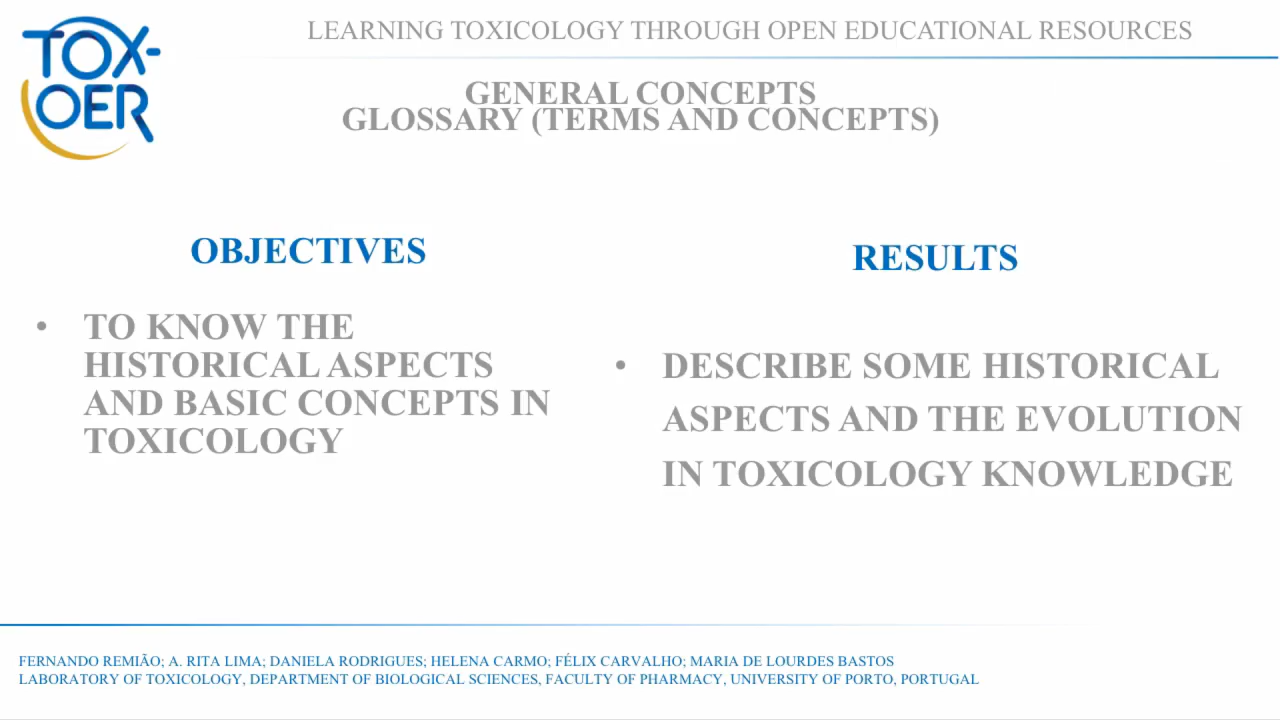 TOX-
OER
LEARNING TOXICOLOGY THROUGH OPEN EDUCATIONAL RESOURCES
GENERAL CONCEPTS
GLOSSARY (TERMS AND CONCEPTS)
OBJECTIVES
• TO KNOW THE
HISTORICAL ASPECTS
AND BASIC CONCEPTS IN
TOXICOLOGY
RESULTS
• DESCRIBE SOME HISTORICAL
ASPECTS AND THE EVOLUTION
IN TOXICOLOGY KNOWLEDGE
FERNANDO REMIÃO; A. RITA LIMA; DANIELA RODRIGUES; HELENA CARMO; FÉLIX CARVALHO; MARIA DE LOURDES BASTOS
LABORATORY OF TOXICOLOGY, DEPARTMENT OF BIOLOGICAL SCIENCES, FACULTY OF PHARMACY, UNIVERSITY OF PORTO, PORTUGAL